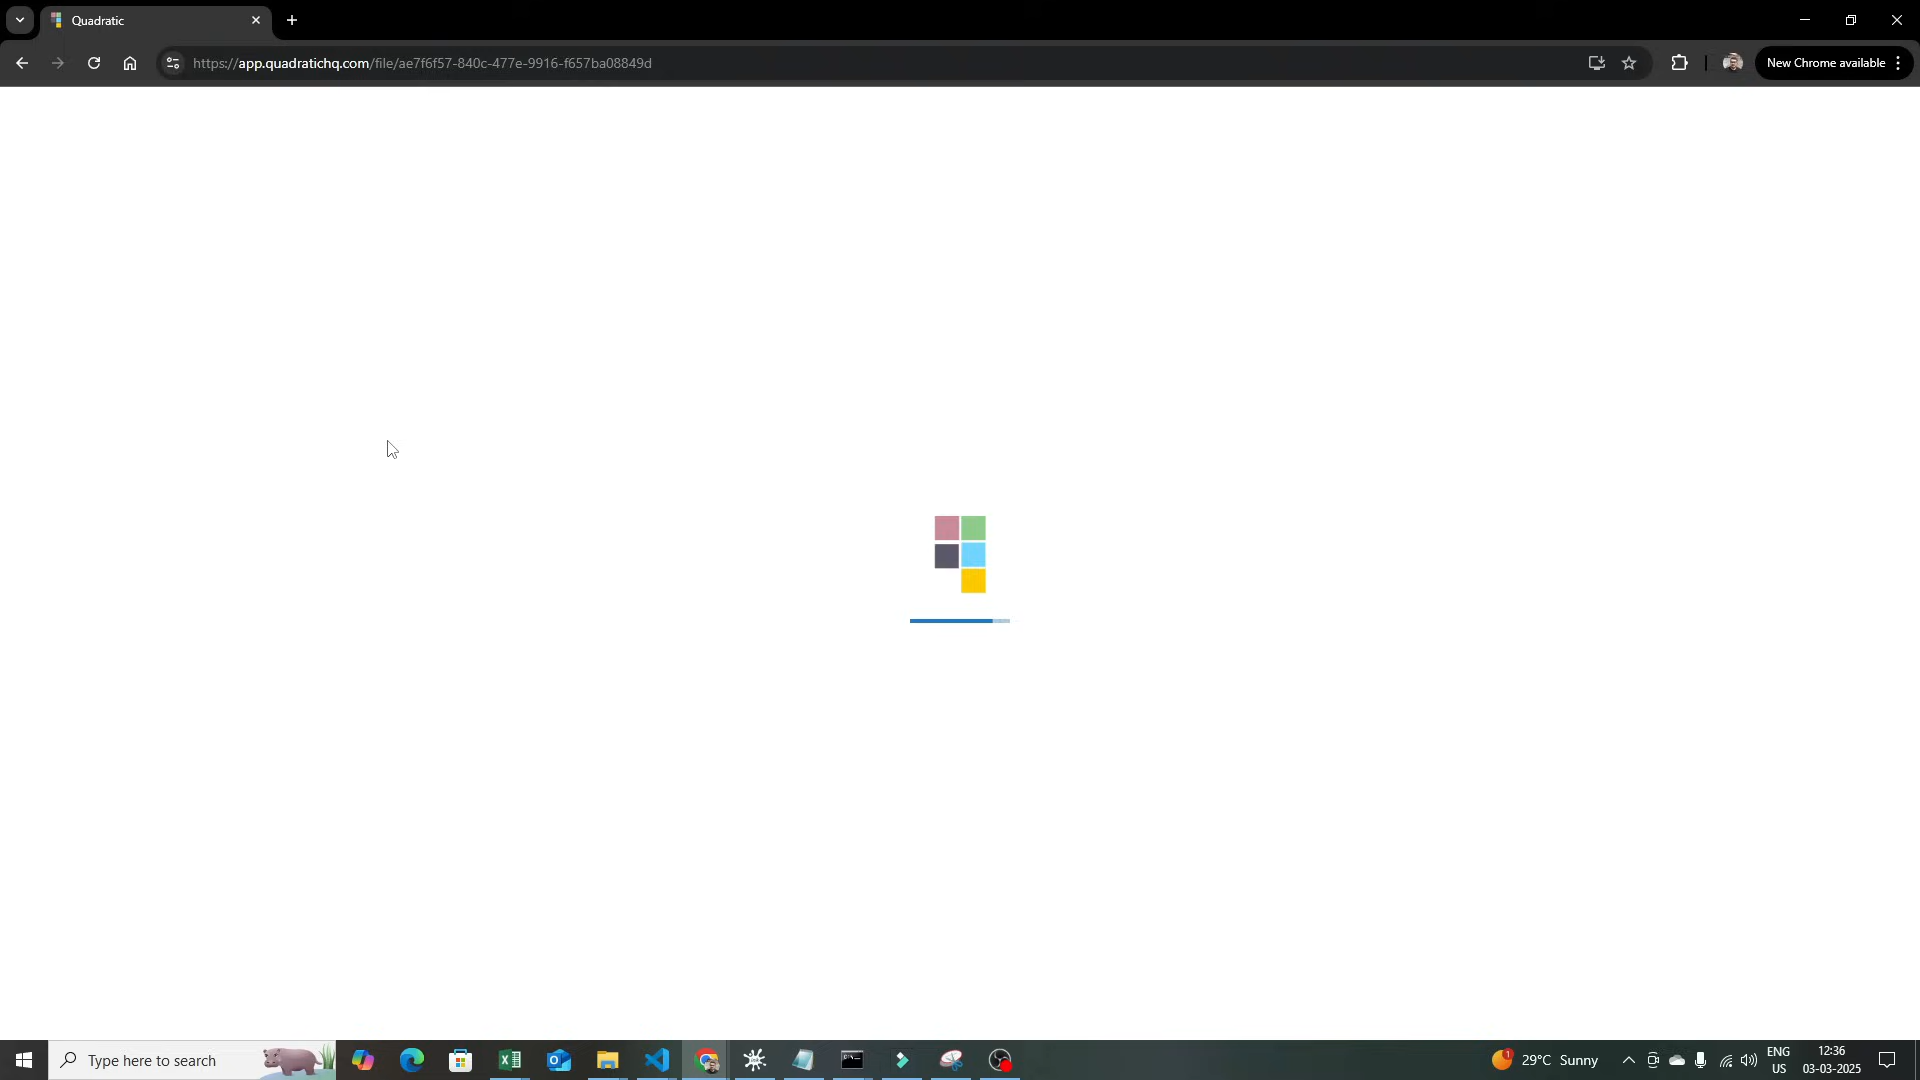 Quadratic
https://app.quadratichq.com/file/ae7f6f57-840c-477e-9916-f657ba08849d
New Chrome available
Type here to search
1
29°C Sunny
ENG
US
12:36
03-03-2025